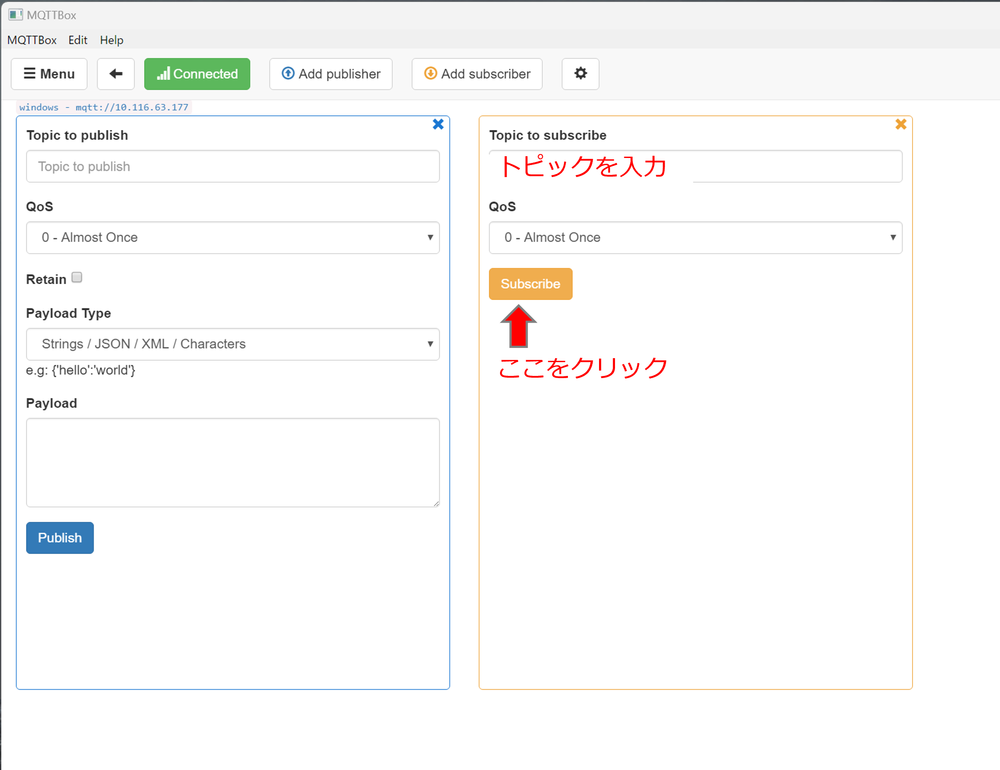 MQTTBox
MQTTBox Edit Help
Menu Connected Add publisher Add subscriber
windows - mqtt://10.116.63.177
Topic to publish
Topic to publish
QoS
0 - Almost Once
Retain
Payload Type
Strings / JSON / XML / Characters
e.g: {'hello':'world'}
Payload
Publish
Topic to subscribe
トピックを入力
QoS
0 - Almost Once
Subscribe
ここをクリック